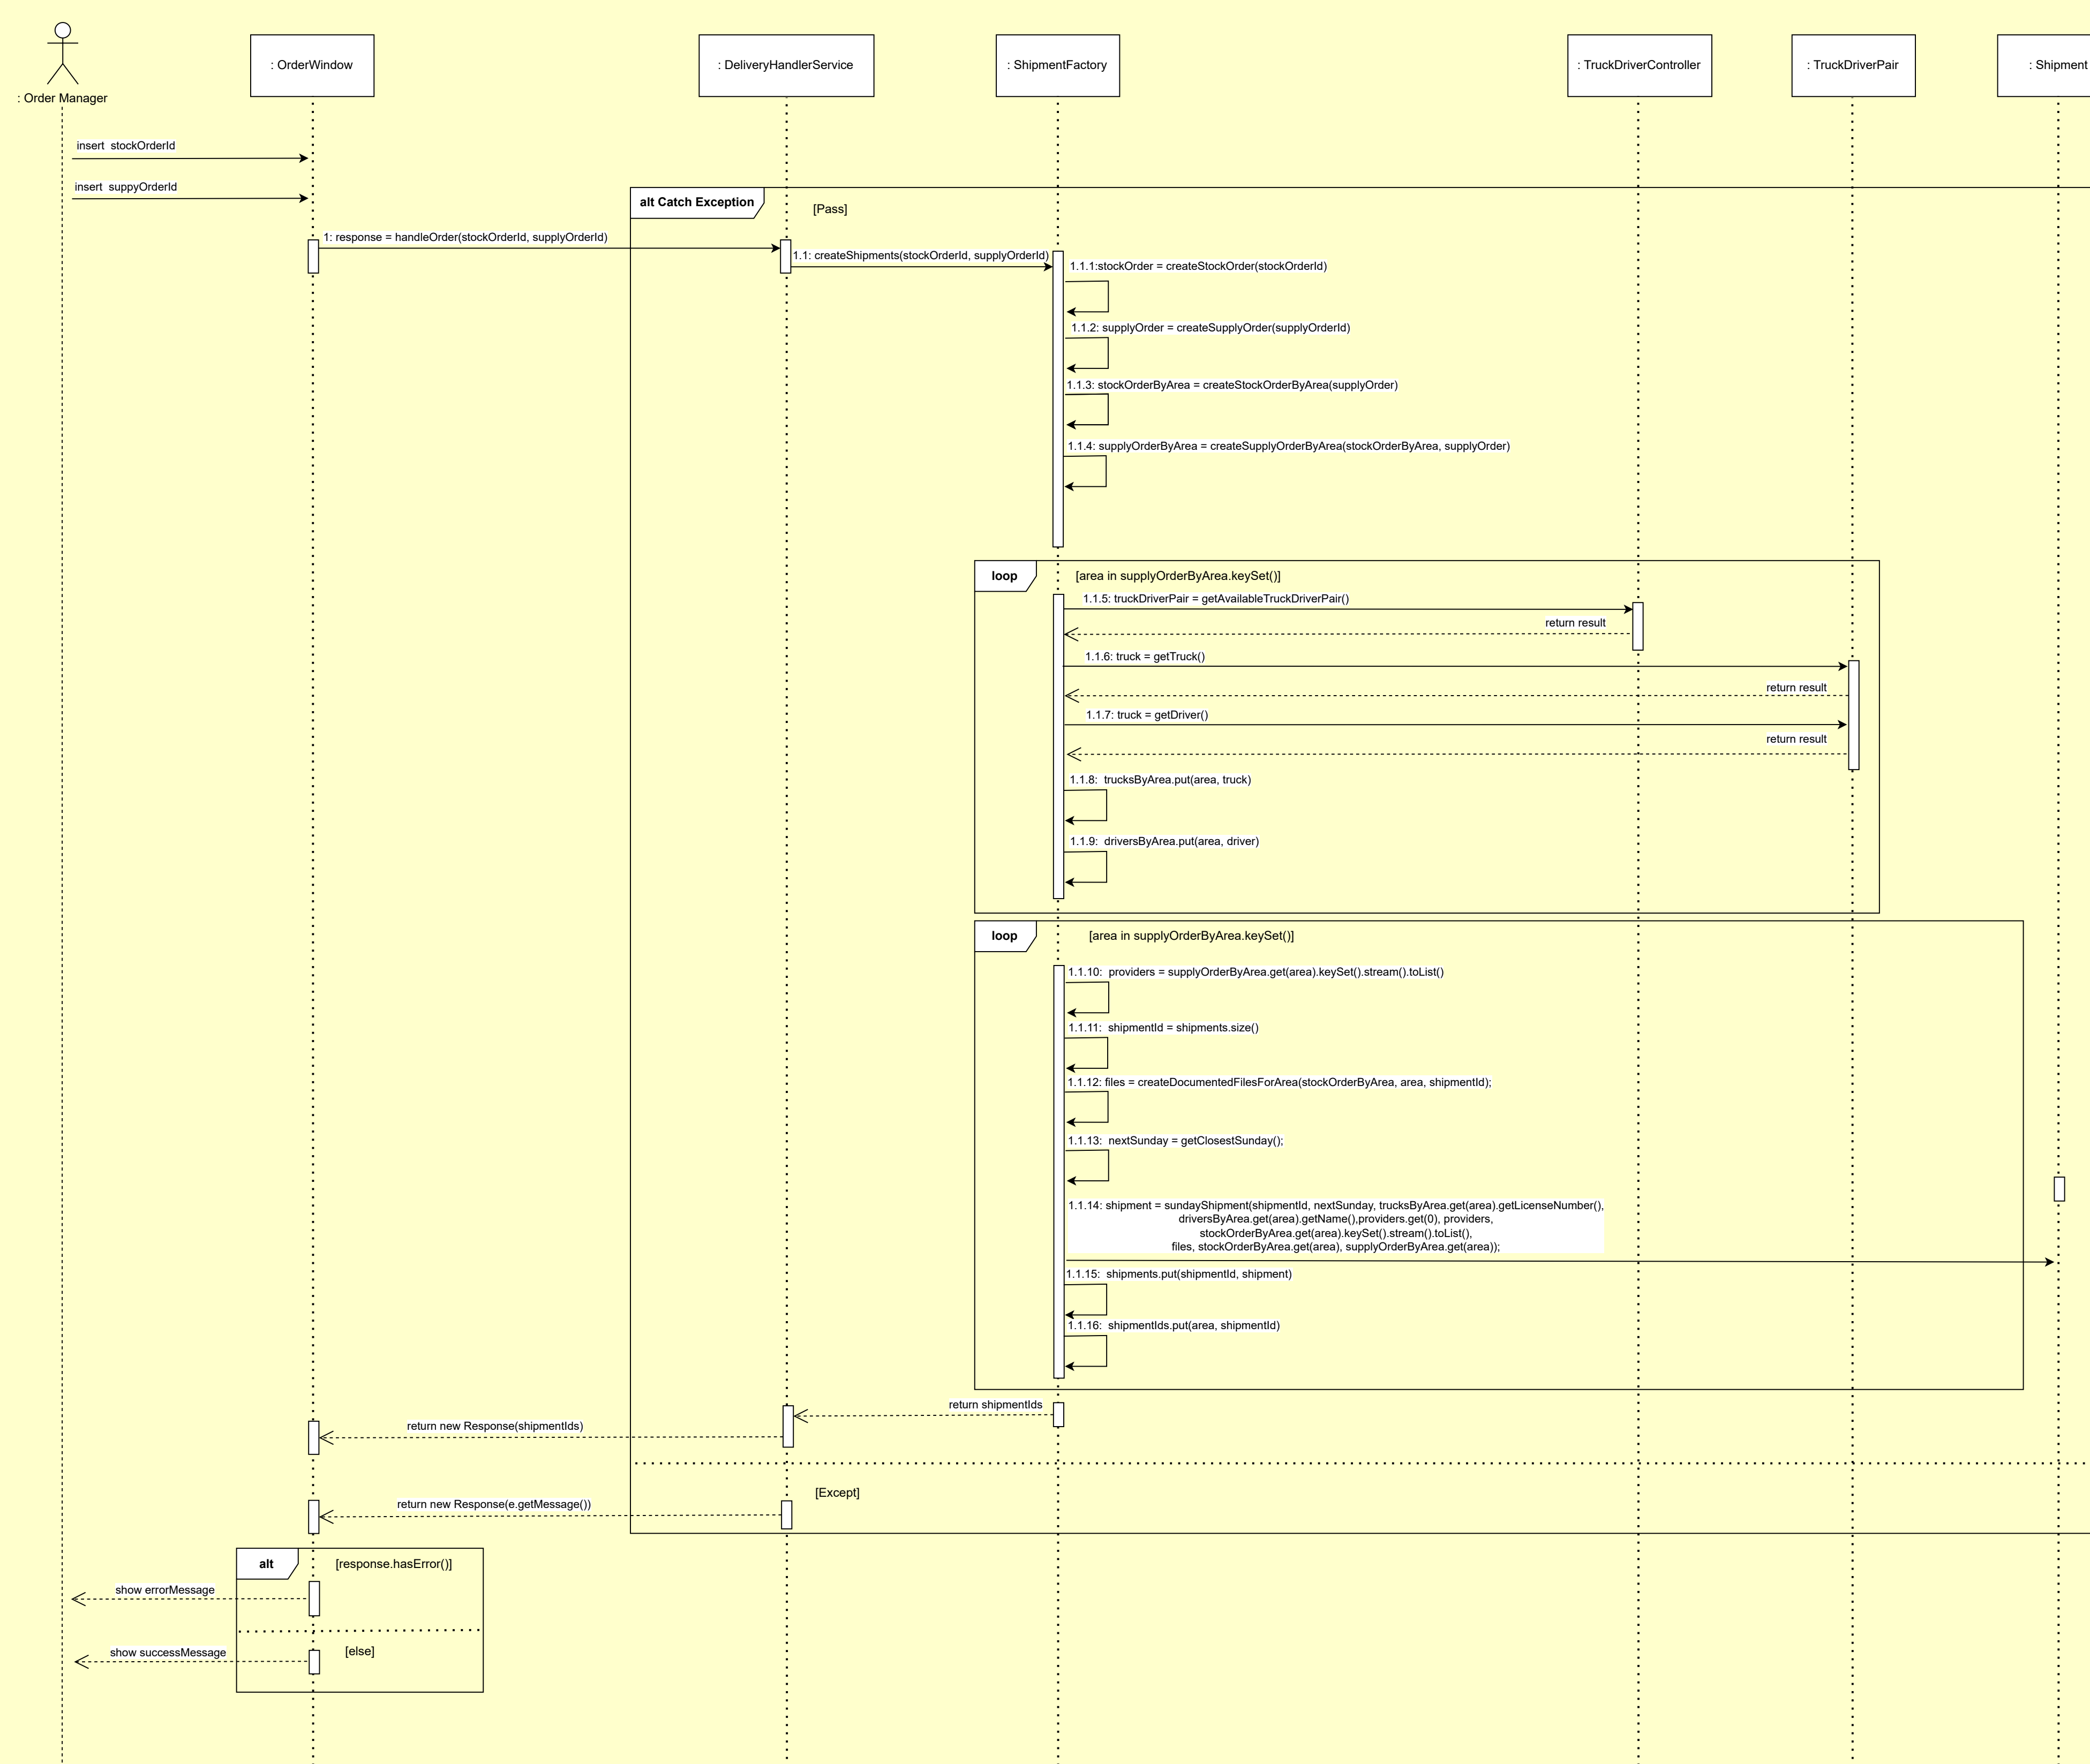 : Order Manager
: OrderWindow
: DeliveryHandlerService
: ShipmentFactory
: TruckDriverController
: TruckDriverPair
: Shipment
insert  stockOrderId
insert  suppyOrderId
alt Catch Exception
[Pass]
1: response = handleOrder(stockOrderId, supplyOrderId)
1.1: createShipments(stockOrderId, supplyOrderId)
1.1.1:stockOrder = createStockOrder(stockOrderId)
1.1.2: supplyOrder = createSupplyOrder(supplyOrderId)
1.1.3: stockOrderByArea = createStockOrderByArea(supplyOrder)
1.1.4: supplyOrderByArea = createSupplyOrderByArea(stockOrderByArea, supplyOrder)
loop
[area in supplyOrderByArea.keySet()]
1.1.5: truckDriverPair = getAvailableTruckDriverPair()
return result
1.1.6: truck = getTruck()
return result
1.1.7: truck = getDriver()
return result
1.1.8:  trucksByArea.put(area, truck)
1.1.9:  driversByArea.put(area, driver)
loop
[area in supplyOrderByArea.keySet()]
1.1.10:  providers = supplyOrderByArea.get(area).keySet().stream().toList()
1.1.11:  shipmentId = shipments.size()
1.1.12: files = createDocumentedFilesForArea(stockOrderByArea, area, shipmentId);
1.1.13:  nextSunday = getClosestSunday();
1.1.14: shipment = sundayShipment(shipmentId, nextSunday, trucksByArea.get(area).getLicenseNumber(),
driversByArea.get(area).getName(),providers.get(0), providers,
stockOrderByArea.get(area).keySet().stream().toList(),
files, stockOrderByArea.get(area), supplyOrderByArea.get(area));
1.1.15:  shipments.put(shipmentId, shipment)
1.1.16:  shipmentIds.put(area, shipmentId)
return shipmentIds
return new Response(shipmentIds)
[Except]
return new Response(e.getMessage())
alt
[response.hasError()]
show errorMessage
[else]
show successMessage